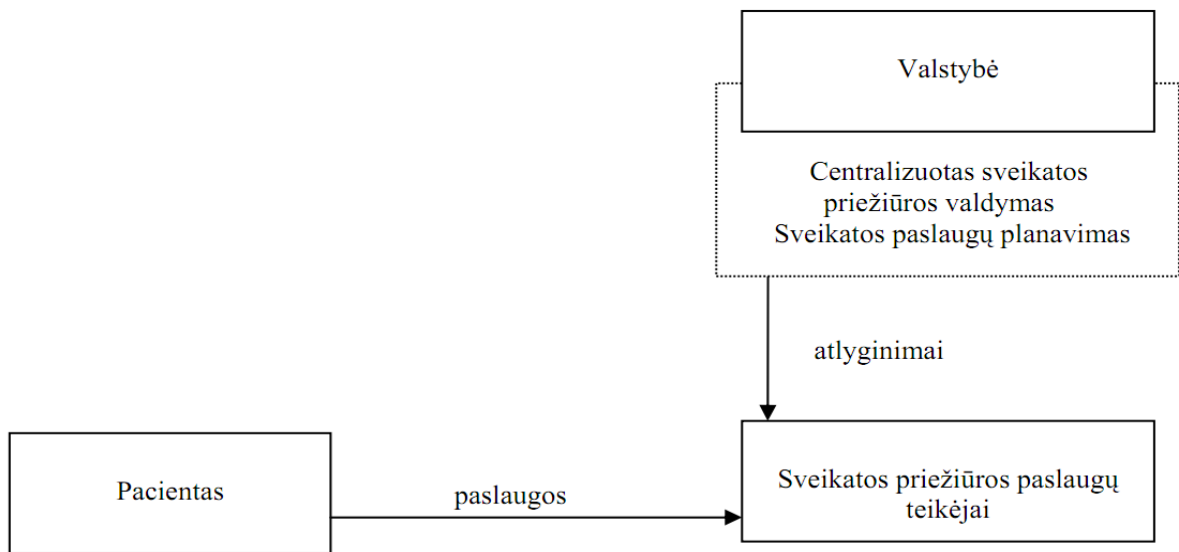 Valstybė
Centralizuotas sveikatos
priežiūros valdymas
Sveikatos paslaugų planavimas
atlyginimai
Pacientas
paslaugos
Sveikatos priežiūros paslaugų
teikėjai